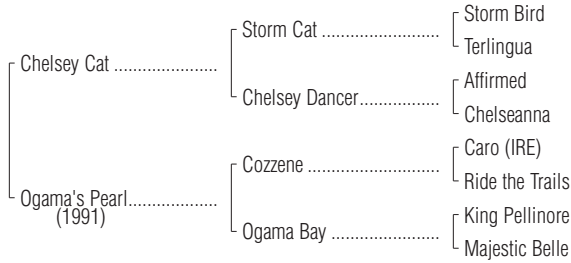 Storm Bird
Storm Cat ........................
Terlingua
Chelsey Cat .....................
Affirmed
Chelsey Dancer................
Chelseanna
Caro (IRE)
Cozzene ...........................
Ride the Trails
Ogama's Pearl..................
(1991)
King Pellinore
Ogama Bay ......................
Majestic Belle